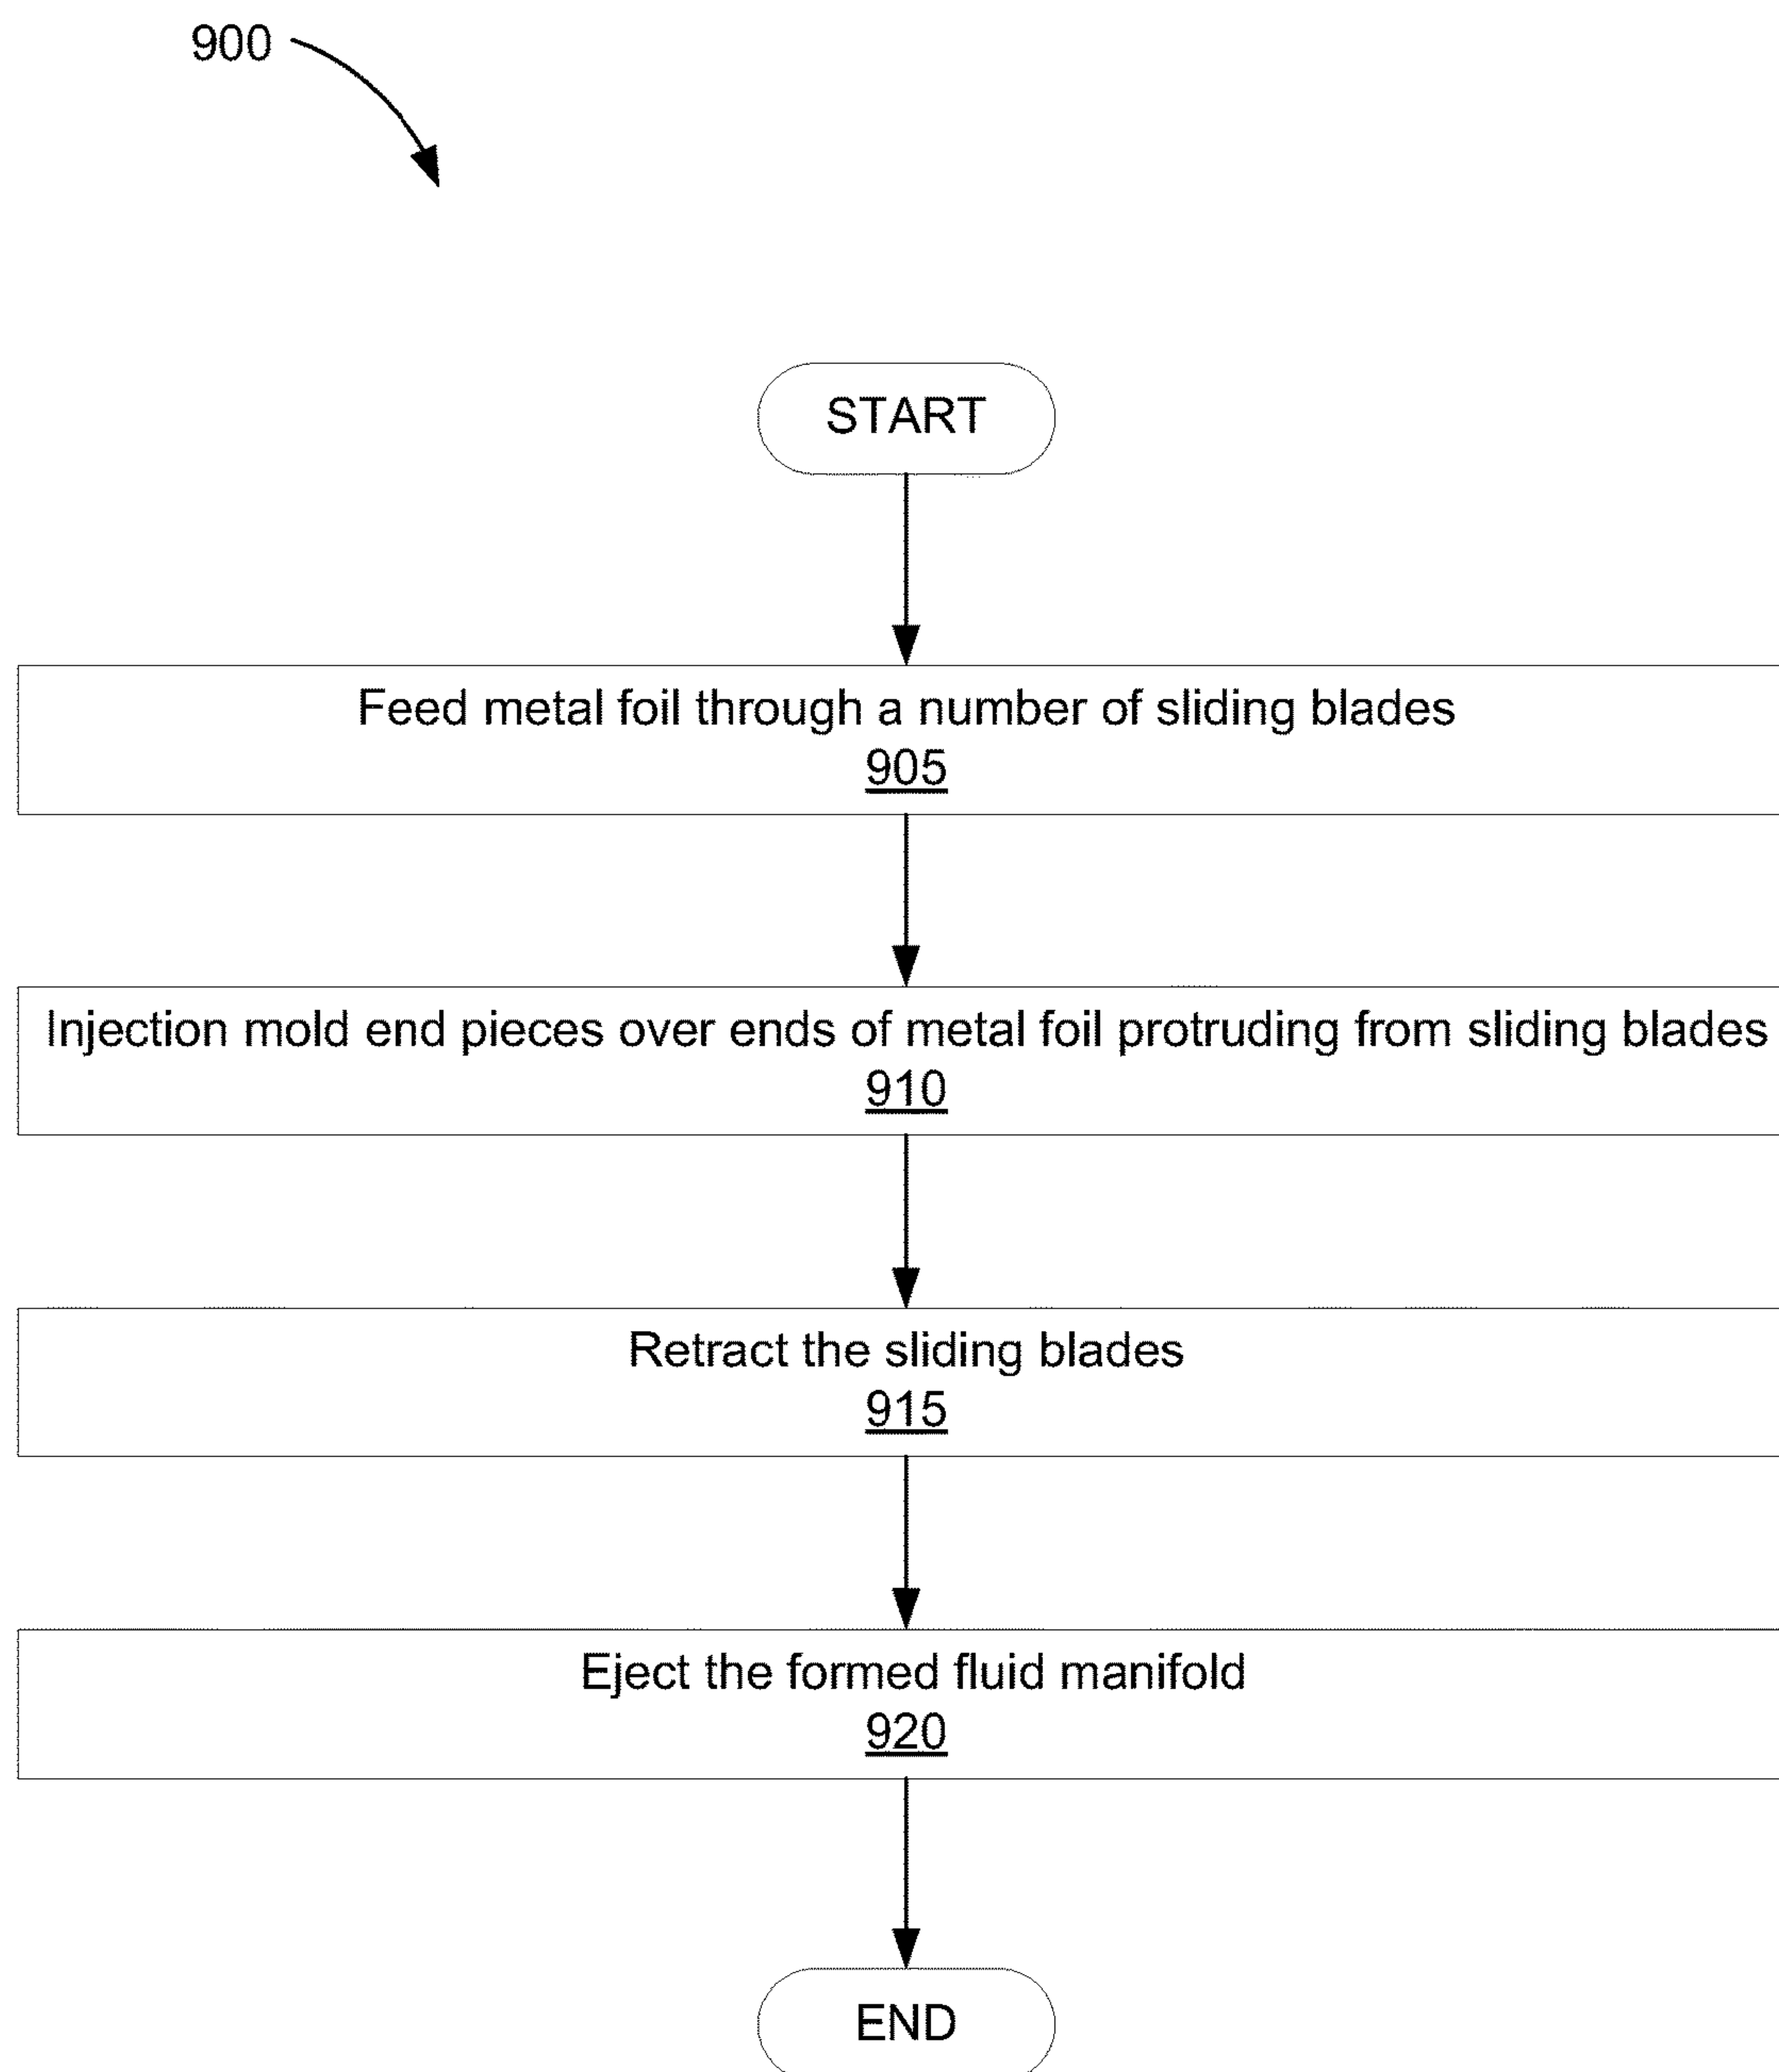 900
START
Feed metal foil through a number of sliding blades
905
Injection mold end pieces over ends of metal foil protruding from sliding blades
910
Retract the sliding blades
915
Eject the formed fluid manifold
920
END